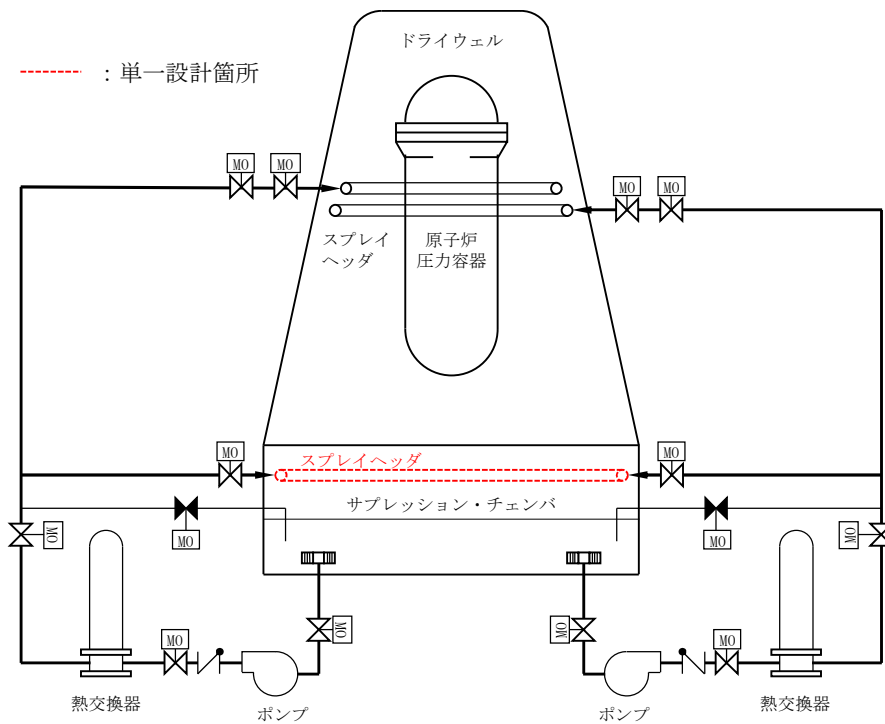 ドライウェル
：単一設計箇所
MO
MO
MO
MO
スプレイ
ヘッダ
原子炉
圧力容器
MO
MO
スプレイヘッダ
サプレッション・チェンバ
MO
MO
MO
MO
MO
MO
MO
MO
熱交換器
ポンプ
ポンプ
熱交換器